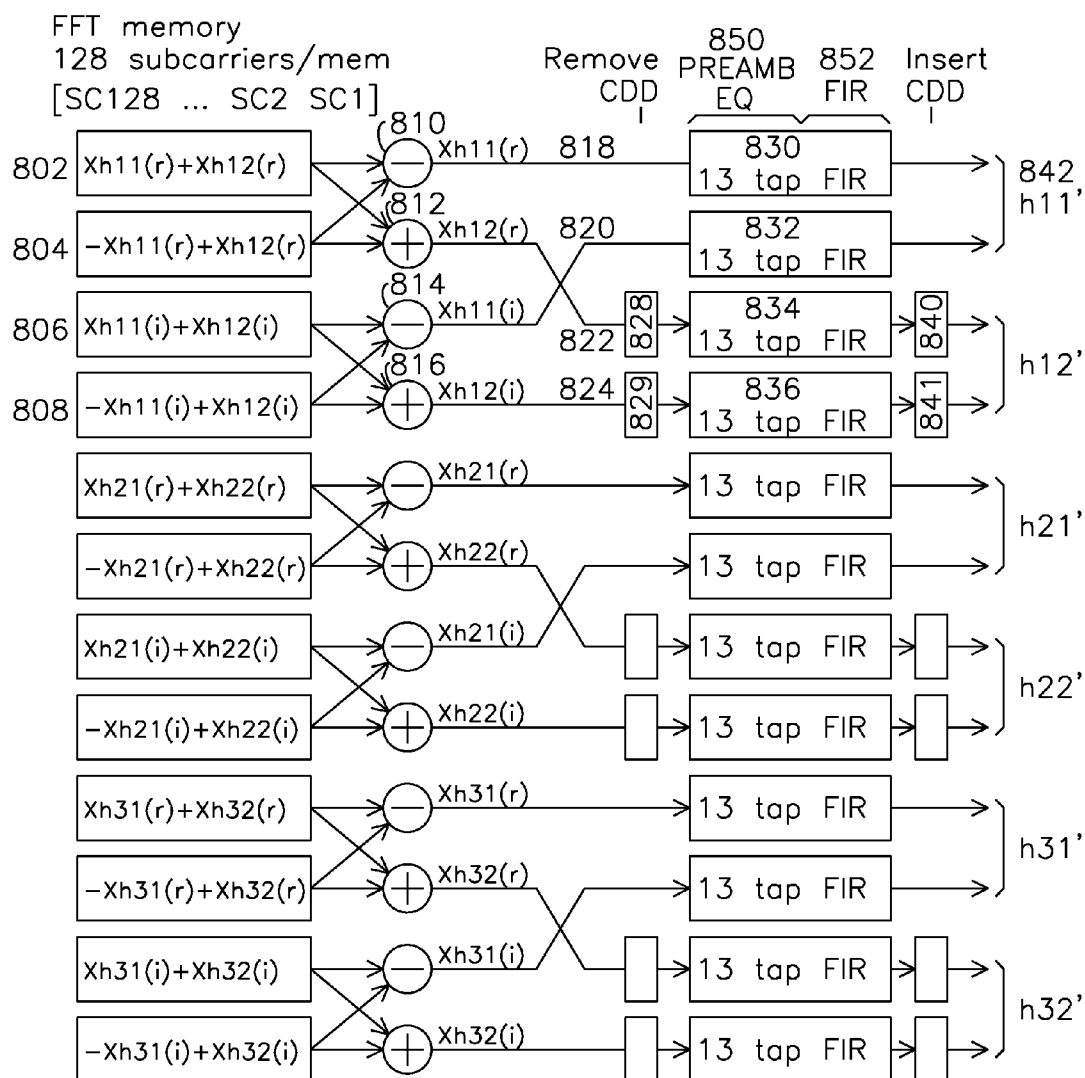 FFT memory
128 subcarriers/mem
[SC128 ... SC2 SC1]
Remove
CDD
850
PREAMB
EQ
852
FIR
Insert
CDD
802
Xh11(r)+Xh12(r)
810
Xh11(r)
818
830
13 tap FIR
842
h11'
804
-Xh11(r)+Xh12(r)
812
Xh12(r)
820
832
13 tap FIR
806
Xh11(i)+Xh12(i)
814
Xh11(i)
822
828
834
13 tap FIR
840
h12'
808
-Xh11(i)+Xh12(i)
816
Xh12(i)
824
829
836
13 tap FIR
841
Xh21(r)+Xh22(r)
Xh21(r)
13 tap FIR
h21'
-Xh21(r)+Xh22(r)
Xh22(r)
13 tap FIR
Xh21(i)+Xh22(i)
Xh21(i)
13 tap FIR
h22'
-Xh21(i)+Xh22(i)
Xh22(i)
13 tap FIR
Xh31(r)+Xh32(r)
Xh31(r)
13 tap FIR
h31'
-Xh31(r)+Xh32(r)
Xh32(r)
13 tap FIR
Xh31(i)+Xh32(i)
Xh31(i)
13 tap FIR
h32'
-Xh31(i)+Xh32(i)
Xh32(i)
13 tap FIR